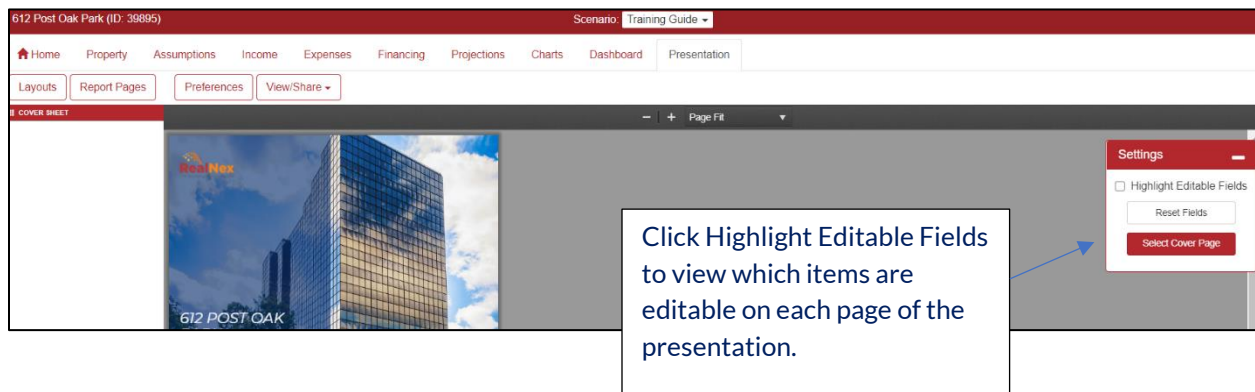 612 Post Oak Park (ID: 39895) Scenario: Training Guide
Home Property Assumptions Income Expenses Financing Projections Charts Dashboard Presentation
Layouts Report Pages Preferences View/Share
COVER SHEET
− + Page Fit
RealNex
Settings
Highlight Editable Fields
Reset Fields
Select Cover Page
Click Highlight Editable Fields
to view which items are
editable on each page of the
presentation.
612 POST OAK